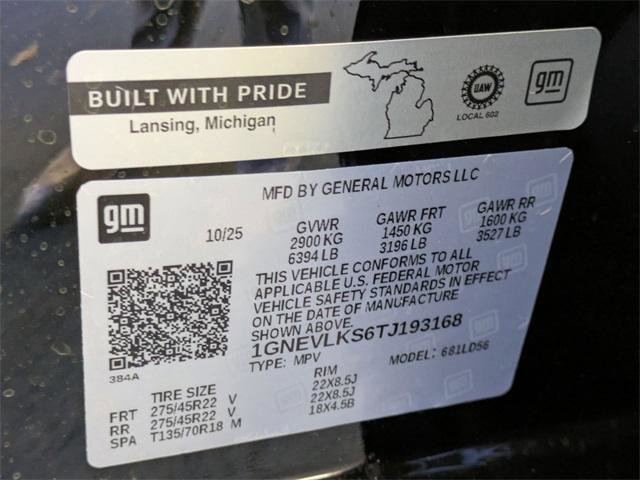 BUILT WITH PRIDE
Lansing, Michigan
UAW
LOCAL 602
gm
gm
MFD BY GENERAL MOTORS LLC
10/25
GVWR GAWR FRT GAWR RR
2900 KG 1450 KG 1600 KG
6394 LB 3196 LB 3527 LB
THIS VEHICLE CONFORMS TO ALL
APPLICABLE U.S. FEDERAL MOTOR
VEHICLE SAFETY STANDARDS IN EFFECT
ON THE DATE OF MANUFACTURE
SHOWN ABOVE.
1GNEVLKS6TJ193168
TYPE: MPV MODEL: 681LD56
384A
TIRE SIZE RIM
FRT 275/45R22 V 22X8.5J
RR 275/45R22 V 22X8.5J
SPA T135/70R18 M 18X4.5B